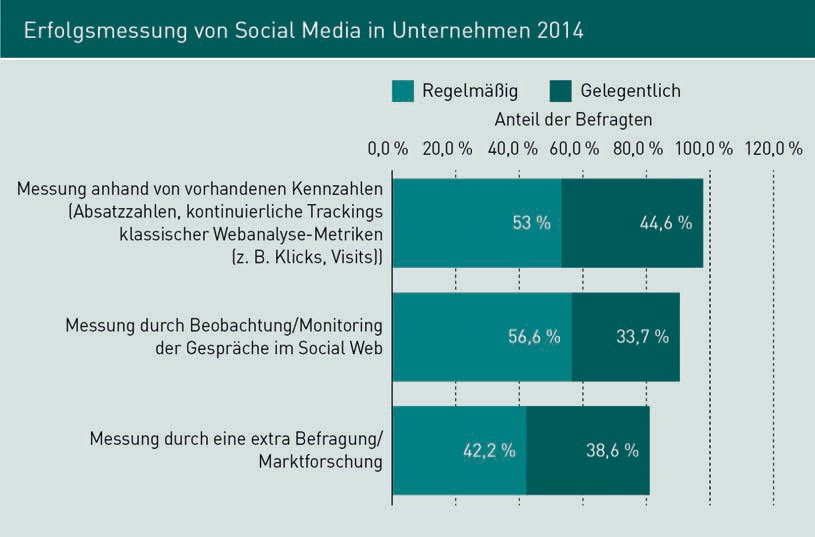 Erfolgsmessung von Social Media in Unternehmen 2014
Regelmäßig Gelegentlich
Anteil der Befragten
0,0 % 20,0 % 40,0 % 60,0 % 80,0 % 100,0 % 120,0 %
Messung anhand von vorhandenen Kennzahlen
(Absatzzahlen, kontinuierliche Trackings
klassischer Webanalyse-Metriken
(z. B. Klicks, Visits))
53 % 44,6 %
Messung durch Beobachtung/Monitoring
der Gespräche im Social Web
56,6 % 33,7 %
Messung durch eine extra Befragung/
Marktforschung
42,2 % 38,6 %